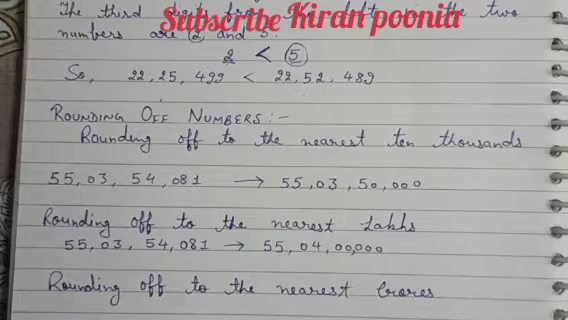 Subscribe Kiran poonia
The third from the two
numbers are 2 and 5.
2 < 5
So, 22,25,499 < 22,52,489
ROUNDING OFF NUMBERS:-
Rounding off to the nearest ten thousands
55,03,54,081 → 55,03,50,000
Rounding off to the nearest Lakhs
55,03,54,081 → 55,04,00,000
Rounding off to the nearest Crores